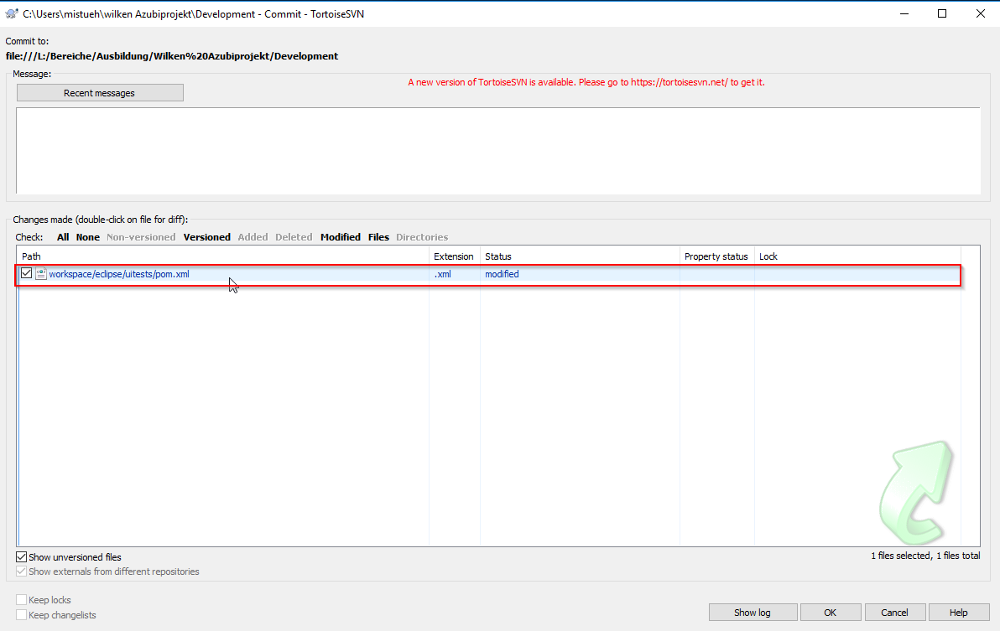 C:\Users\mistueh\wilken Azubiprojekt\Development - Commit - TortoiseSVN
Commit to:
file:///L:/Bereiche/Ausbildung/Wilken%20Azubiprojekt/Development
Message:
Recent messages
A new version of TortoiseSVN is available. Please go to https://tortoisesvn.net/ to get it.
Changes made (double-click on file for diff):
Check: All None Non-versioned Versioned Added Deleted Modified Files Directories
Path Extension Status Property status Lock
workspace/eclipse/uitests/pom.xml .xml modified
Show unversioned files
1 files selected, 1 files total
Show externals from different repositories
Keep locks
Keep changelists
Show log OK Cancel Help